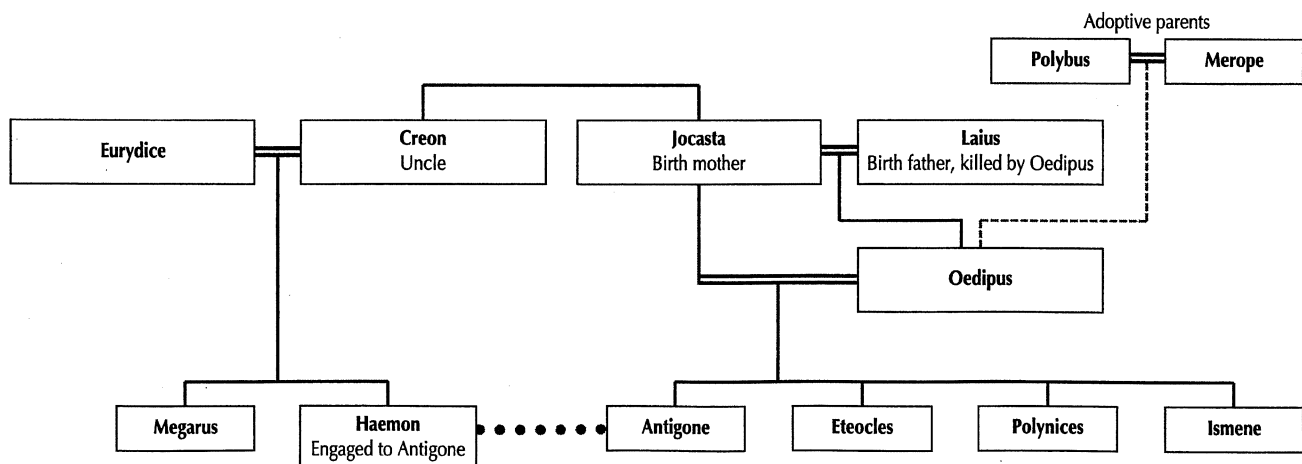 Adoptive parents
Polybus
Merope
Eurydice
Creon
Uncle
Jocasta
Birth mother
Laius
Birth father, killed by Oedipus
Oedipus
Megarus
Haemon
Engaged to Antigone
Antigone
Eteocles
Polynices
Ismene